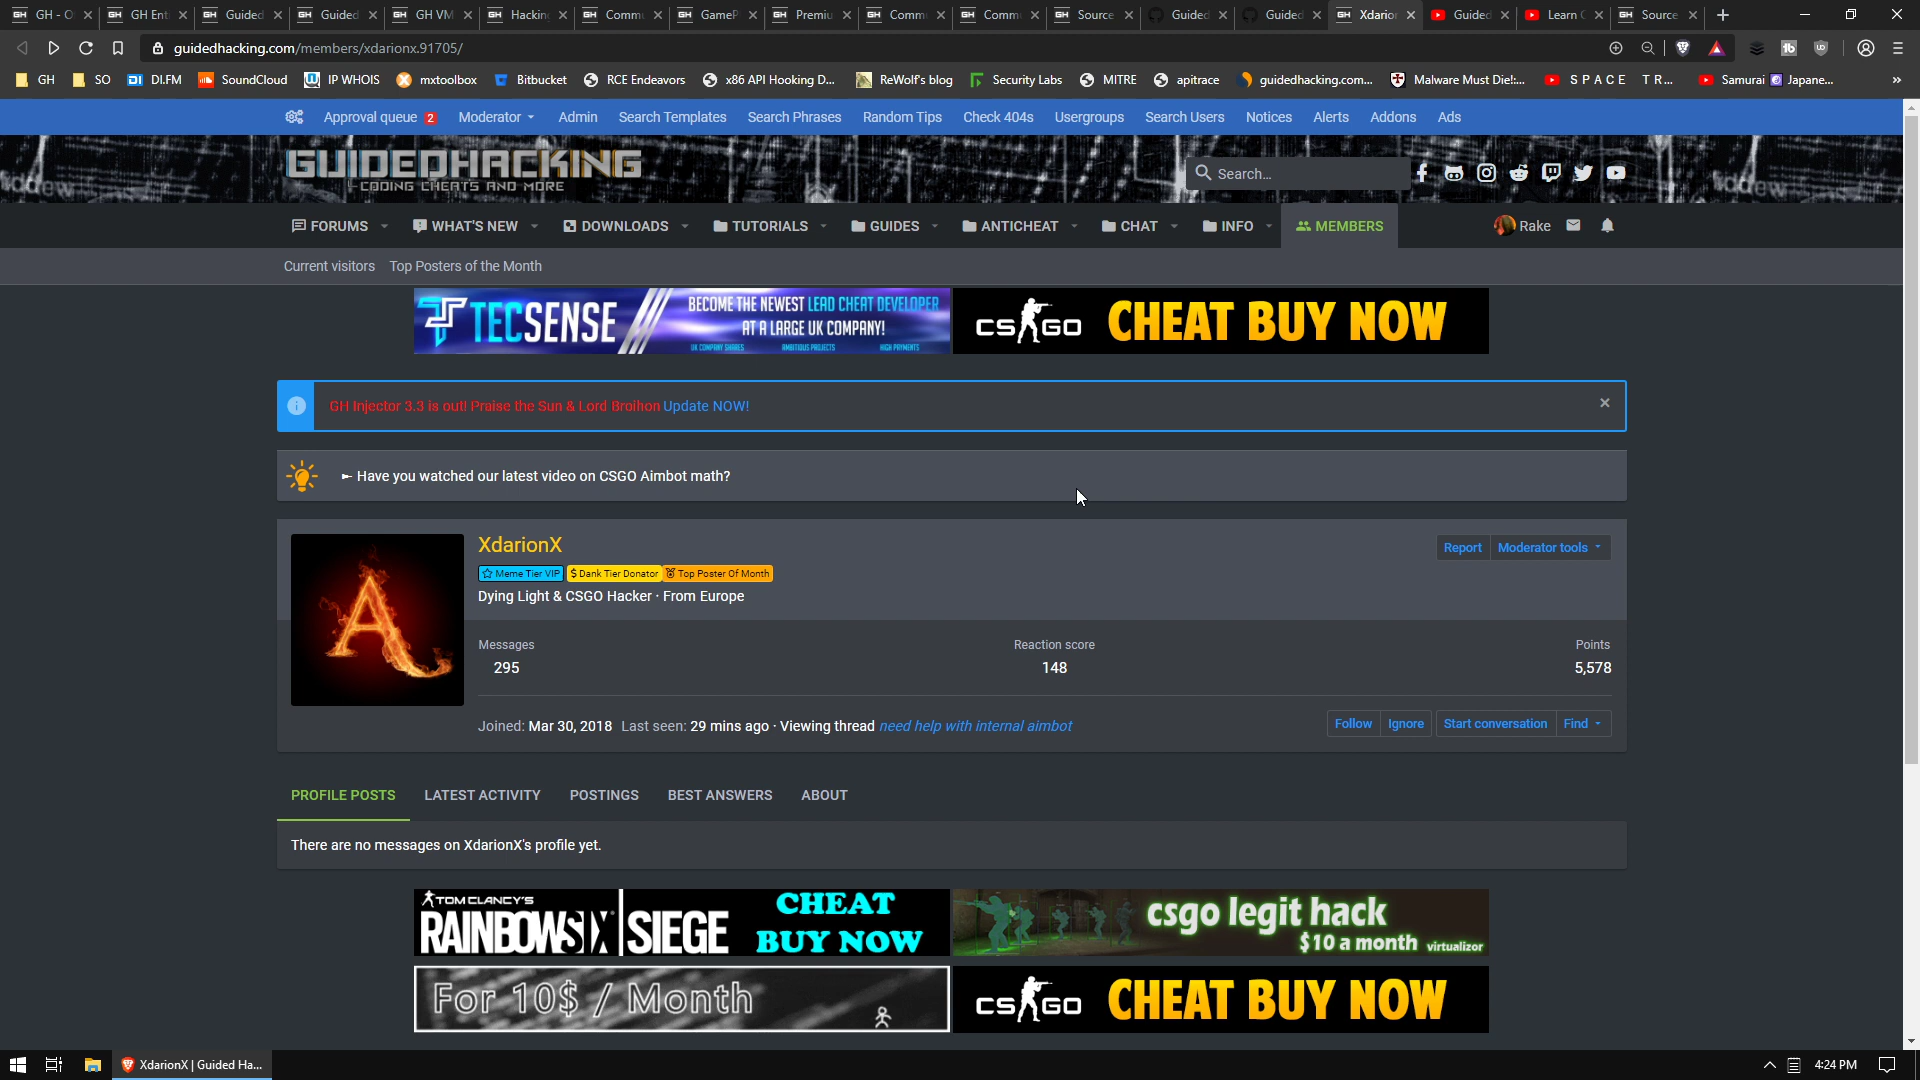 GH - O
GH Ent
Guided
Guided
GH VM
Hackin
Commu
GameP
Premiu
Commu
Commu
Source
Guided
Guided
Xdarion
Guided
Learn C
Source
guidedhacking.com/members/xdarionx.91705/
GH
SO
DI.FM
SoundCloud
IP WHOIS
mxtoolbox
Bitbucket
RCE Endeavors
x86 API Hooking D...
ReWolf's blog
Security Labs
MITRE
apitrace
guidedhacking.com...
Malware Must Die!:...
S P A C E T R...
Samurai
Japane...
Approval queue 2
Moderator
Admin
Search Templates
Search Phrases
Random Tips
Check 404s
Usergroups
Search Users
Notices
Alerts
Addons
Ads
GUIDEDHACKING
CODING CHEATS AND MORE
Search...
FORUMS
WHAT'S NEW
DOWNLOADS
TUTORIALS
GUIDES
ANTICHEAT
CHAT
INFO
MEMBERS
Rake
Current visitors
Top Posters of the Month
TECSENSE
BECOME THE NEWEST LEAD CHEAT DEVELOPER
AT A LARGE UK COMPANY!
UK COMPANY SHARES
AMBITIOUS PROJECTS
HIGH PAYMENTS
CS GO CHEAT BUY NOW
GH Injector 3.3 is out! Praise the Sun & Lord Broihon Update NOW!
► Have you watched our latest video on CSGO Aimbot math?
XdarionX
Report
Moderator tools
Meme Tier VIP
$ Dank Tier Donator
Top Poster Of Month
Dying Light & CSGO Hacker · From Europe
Messages
295
Reaction score
148
Points
5,578
Joined: Mar 30, 2018 Last seen: 29 mins ago · Viewing thread need help with internal aimbot
Follow
Ignore
Start conversation
Find
PROFILE POSTS
LATEST ACTIVITY
POSTINGS
BEST ANSWERS
ABOUT
There are no messages on XdarionX's profile yet.
TOM CLANCY'S
RAINBOW SIX | SIEGE
CHEAT
BUY NOW
csgo legit hack
$10 a month virtualizor
For 10$ / Month
CS GO CHEAT BUY NOW
XdarionX | Guided Ha...
4:24 PM